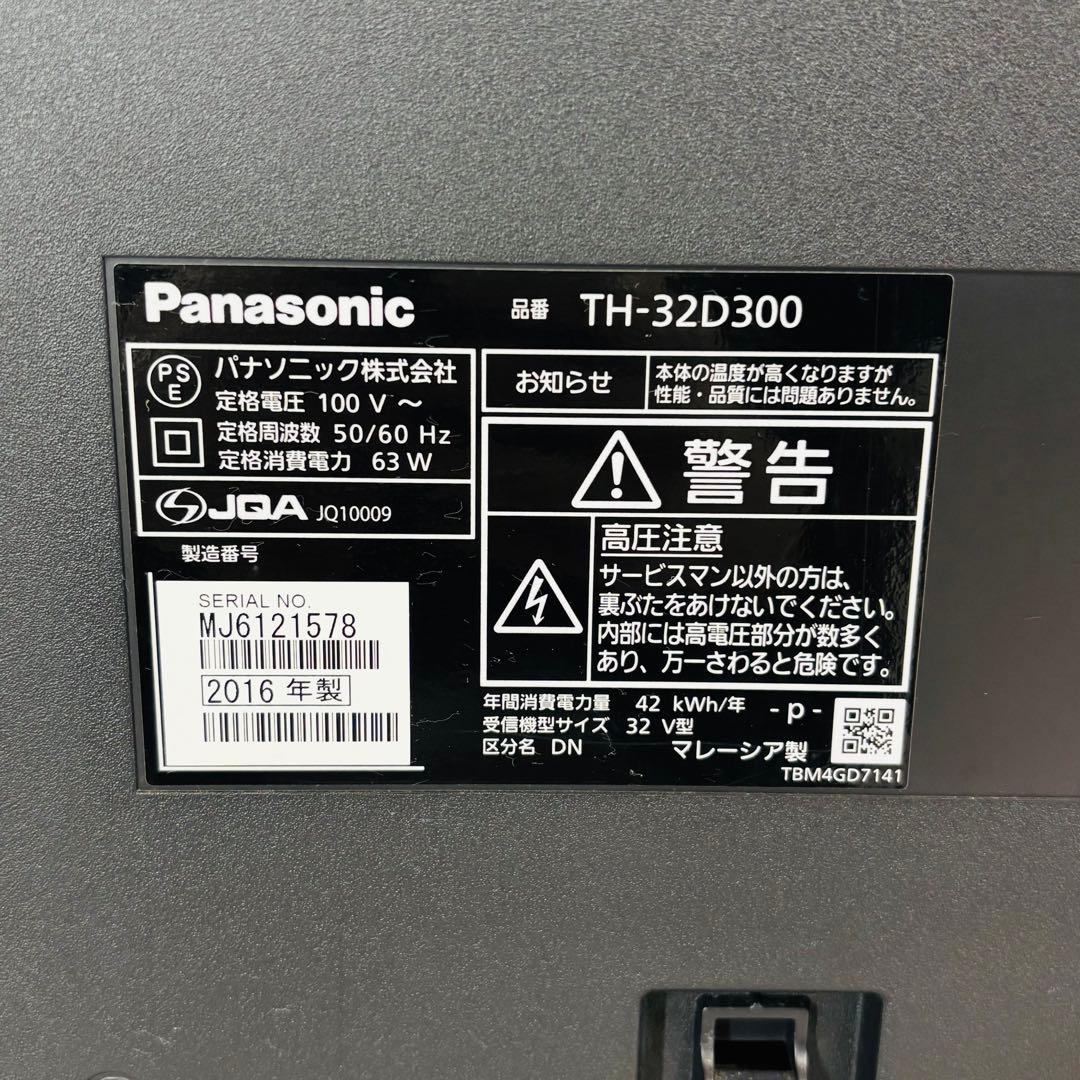 Panasonic
品番 TH-32D300
PS
E
パナソニック株式会社
定格電圧 100 V ～
定格周波数 50/60 Hz
定格消費電力 63 W
JQA JQ10009
製造番号
SERIAL NO.
MJ6121578
2016 年製
お知らせ
本体の温度が高くなりますが
性能・品質には問題ありません。
警告
高圧注意
サービスマン以外の方は、
裏ぶたをあけないでください。
内部には高電圧部分が数多く
あり、万一さわると危険です。
年間消費電力量 42 kWh/年
受信機型サイズ 32 V型
区分名 DN
- p -
マレーシア製
TBM4GD7141